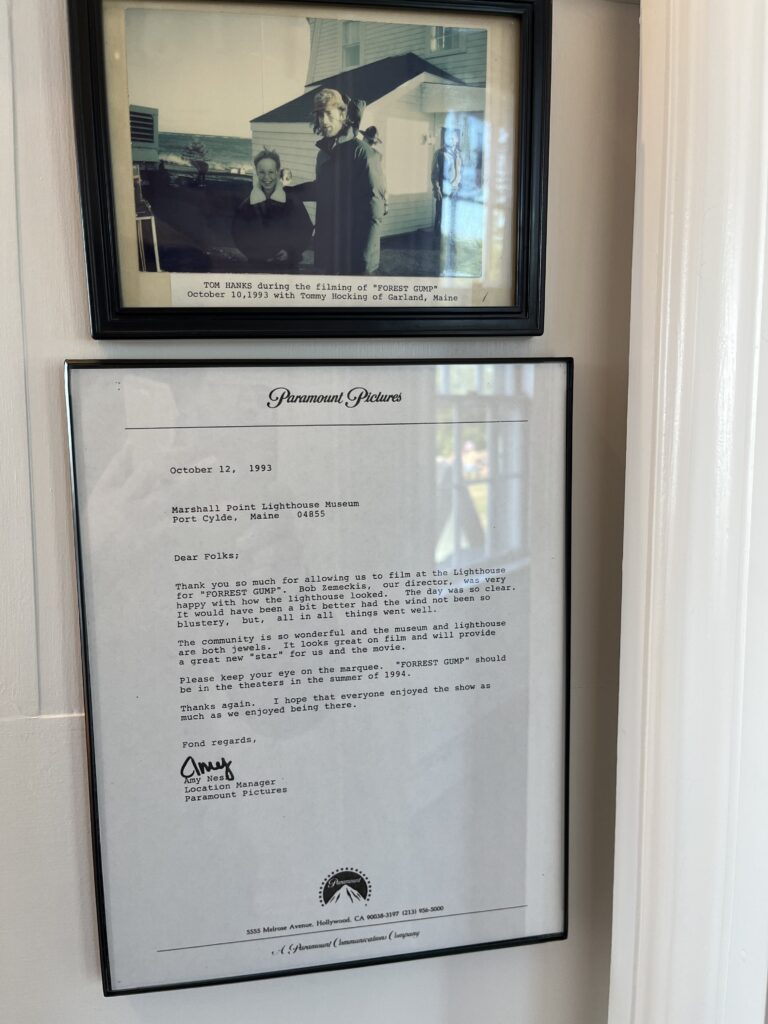 TOM HANKS during the filming of "FOREST GUMP"
October 10,1993 with Tommy Hocking of Garland, Maine
Paramount Pictures
October 12, 1993
Marshall Point Lighthouse Museum
Port Cylde, Maine 04855
Dear Folks;
Thank you so much for allowing us to film at the Lighthouse
for "FORREST GUMP". Bob Zemeckis, our director, was very
happy with how the lighthouse looked. The day was so clear.
It would have been a bit better had the wind not been so
blustery, but, all in all things went well.
The community is so wonderful and the museum and lighthouse
are both jewels. It looks great on film and will provide
a great new "star" for us and the movie.
Please keep your eye on the marquee. "FORREST GUMP" should
be in the theaters in the summer of 1994.
Thanks again. I hope that everyone enjoyed the show as
much as we enjoyed being there.
Fond regards,
Amy
Amy Ness
Location Manager
Paramount Pictures
Paramount
5555 Melrose Avenue, Hollywood, CA 90038-3197 (213) 956-5000
A Paramount Communications Company